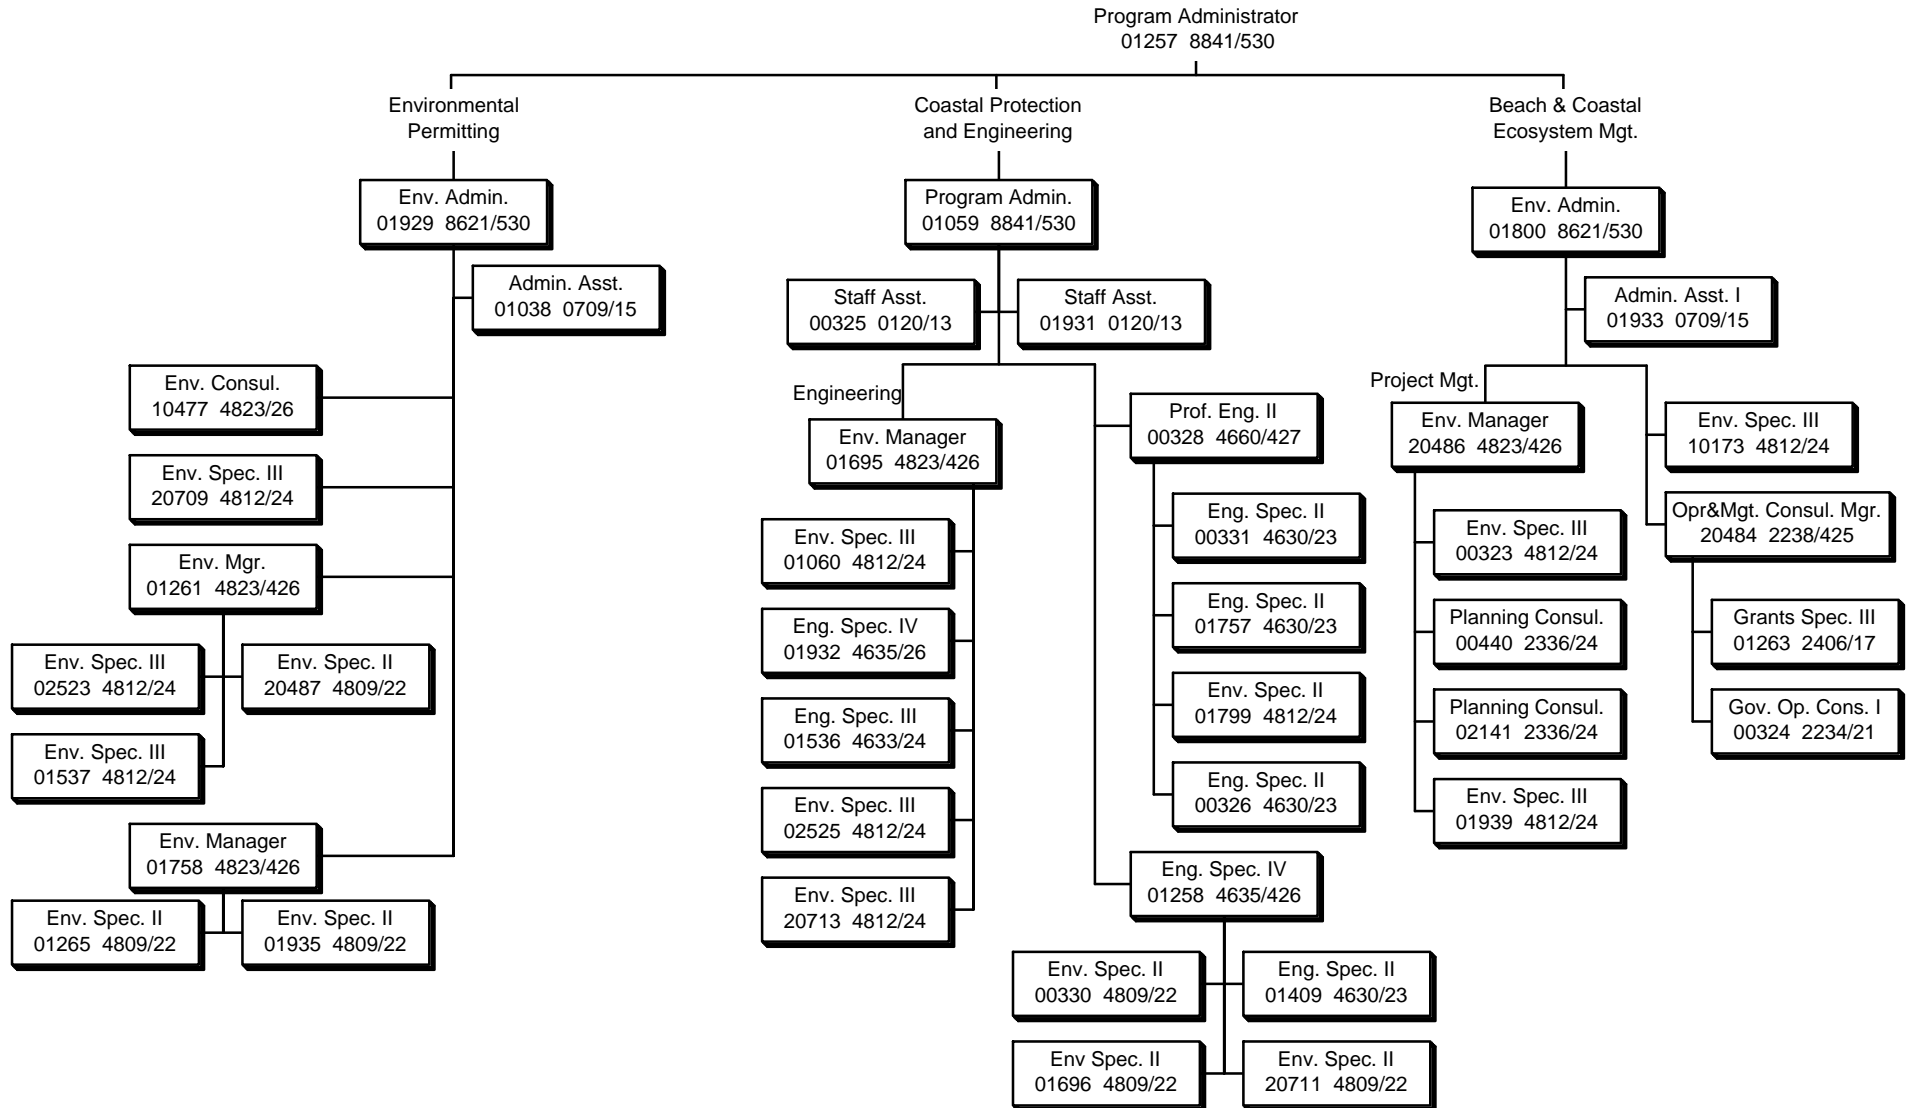 Program Administrator
01257 8841/530
Environmental
Permitting
Env. Admin.
01929 8621/530
Admin. Asst.
01038 0709/15
Env. Consul.
10477 4823/26
Env. Spec. III
20709 4812/24
Env. Mgr.
01261 4823/426
Env. Spec. III
02523 4812/24
Env. Spec. II
20487 4809/22
Env. Spec. III
01537 4812/24
Env. Manager
01758 4823/426
Env. Spec. II
01265 4809/22
Env. Spec. II
01935 4809/22
Coastal Protection
and Engineering
Program Admin.
01059 8841/530
Staff Asst.
00325 0120/13
Staff Asst.
01931 0120/13
Engineering
Env. Manager
01695 4823/426
Env. Spec. III
01060 4812/24
Eng. Spec. IV
01932 4635/26
Eng. Spec. III
01536 4633/24
Env. Spec. III
02525 4812/24
Env. Spec. III
20713 4812/24
Prof. Eng. II
00328 4660/427
Eng. Spec. II
00331 4630/23
Eng. Spec. II
01757 4630/23
Env. Spec. II
01799 4812/24
Eng. Spec. II
00326 4630/23
Eng. Spec. IV
01258 4635/426
Env. Spec. II
00330 4809/22
Eng. Spec. II
01409 4630/23
Env Spec. II
01696 4809/22
Env. Spec. II
20711 4809/22
Beach & Coastal
Ecosystem Mgt.
Env. Admin.
01800 8621/530
Admin. Asst. I
01933 0709/15
Project Mgt.
Env. Manager
20486 4823/426
Env. Spec. III
00323 4812/24
Planning Consul.
00440 2336/24
Planning Consul.
02141 2336/24
Env. Spec. III
01939 4812/24
Env. Spec. III
10173 4812/24
Opr&Mgt. Consul. Mgr.
20484 2238/425
Grants Spec. III
01263 2406/17
Gov. Op. Cons. I
00324 2234/21